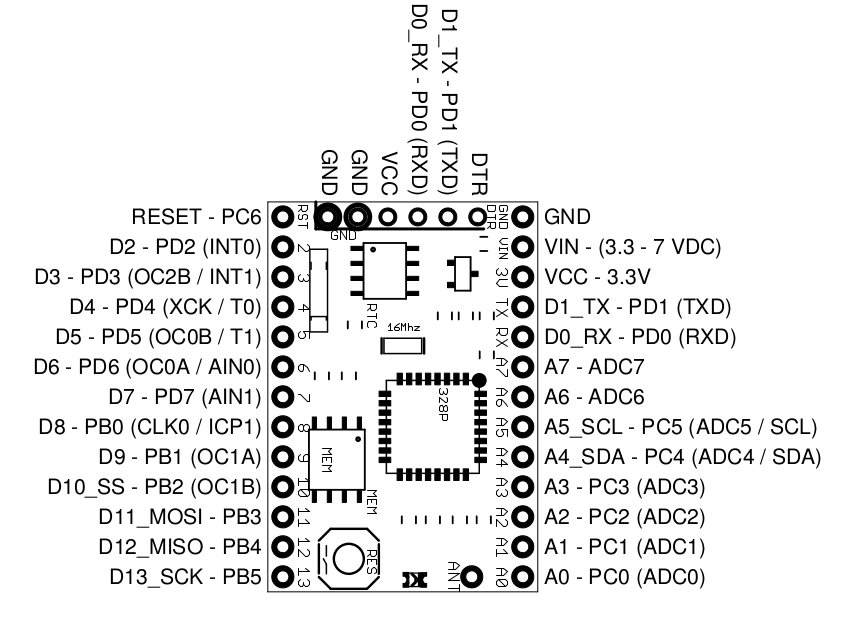 D0_RX - PD0 (RXD)
D1_TX - PD1 (TXD)
GND
GND
VCC
DTR
RESET - PC6
D2 - PD2 (INT0)
D3 - PD3 (OC2B / INT1)
D4 - PD4 (XCK / T0)
D5 - PD5 (OC0B / T1)
D6 - PD6 (OC0A / AIN0)
D7 - PD7 (AIN1)
D8 - PB0 (CLK0 / ICP1)
D9 - PB1 (OC1A)
D10_SS - PB2 (OC1B)
D11_MOSI - PB3
D12_MISO - PB4
D13_SCK - PB5
RST
2
3
4
5
6
7
8
9
10
11
12
13
GND
RTC
16Mhz
328P
MEM
MEM
RES
ANT
DTR
GND
VIN
3V
TX
RX
A7
A6
A5
A4
A3
A2
A1
A0
GND
VIN - (3.3 - 7 VDC)
VCC - 3.3V
D1_TX - PD1 (TXD)
D0_RX - PD0 (RXD)
A7 - ADC7
A6 - ADC6
A5_SCL - PC5 (ADC5 / SCL)
A4_SDA - PC4 (ADC4 / SDA)
A3 - PC3 (ADC3)
A2 - PC2 (ADC2)
A1 - PC1 (ADC1)
A0 - PC0 (ADC0)